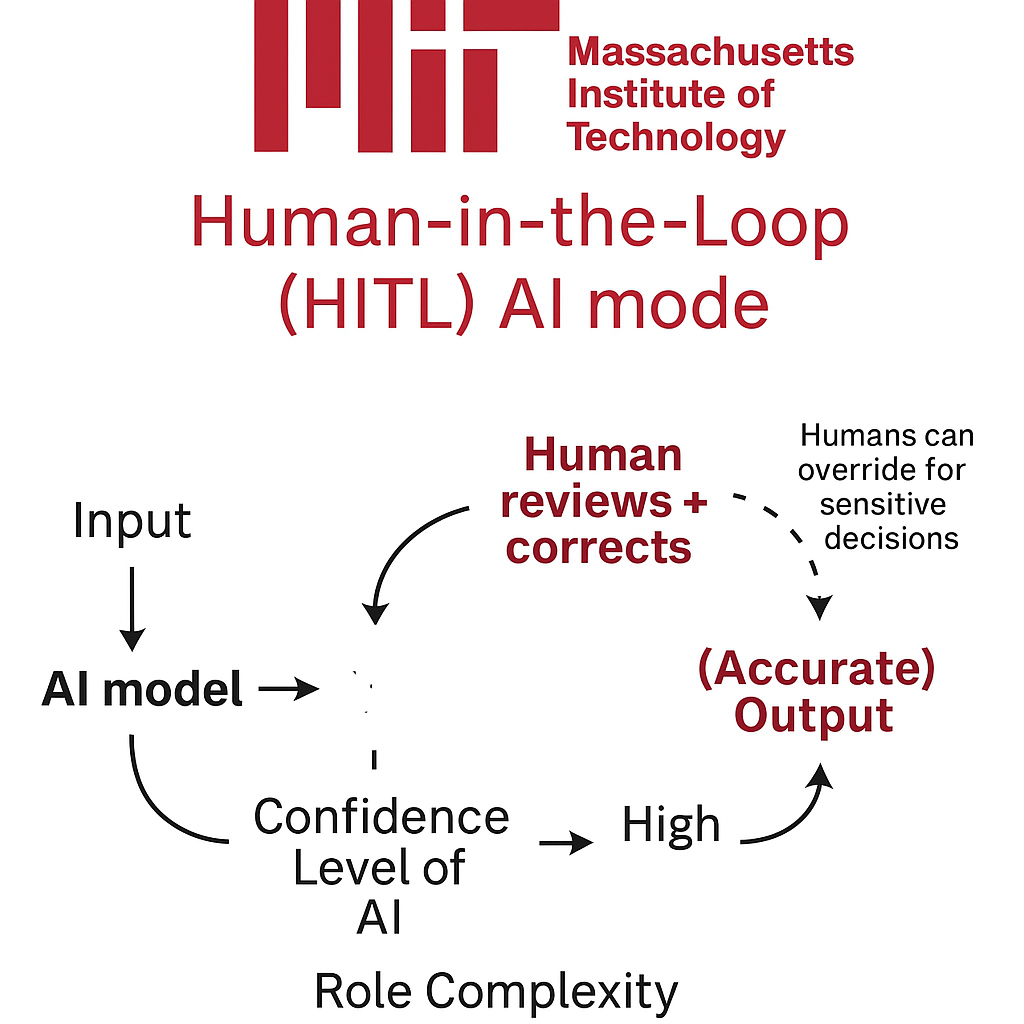 MIT
Massachusetts
Institute of
Technology
Human-in-the-Loop
(HITL) AI mode
Humans can
override for
sensitive
decisions
Human
reviews +
corrects
Input
AI model
(Accurate)
Output
Confidence
Level of
AI
High
Role Complexity